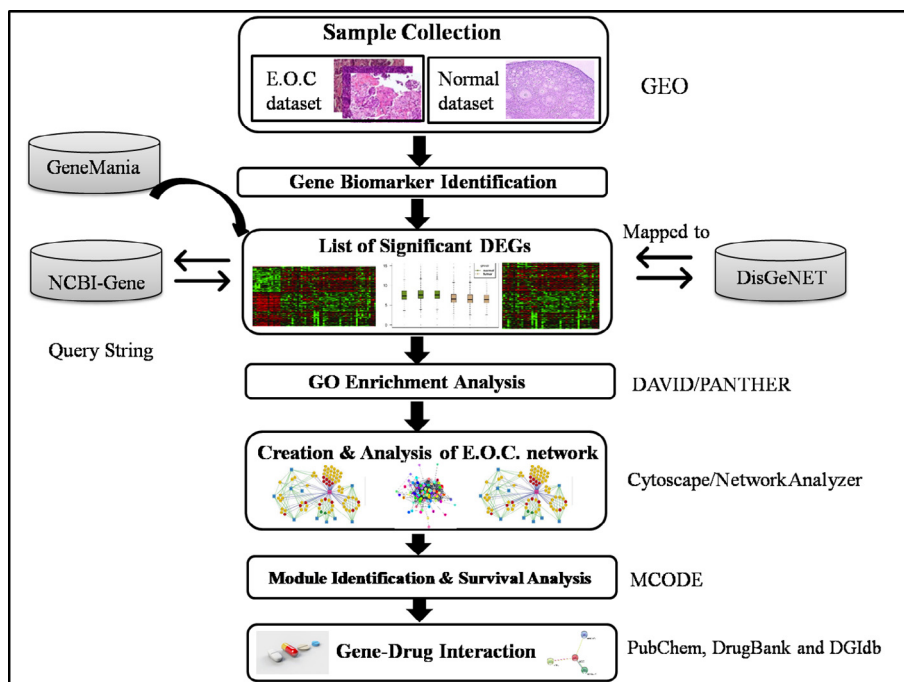 Sample Collection
E.O.C
dataset
Normal
dataset
GEO
GeneMania
Gene Biomarker Identification
List of Significant DEGs
Mapped to
NCBI-Gene
DisGeNET
Query String
GO Enrichment Analysis
DAVID/PANTHER
Creation & Analysis of E.O.C. network
Cytoscape/NetworkAnalyzer
Module Identification & Survival Analysis
MCODE
Gene-Drug Interaction
PubChem, DrugBank and DGIdb